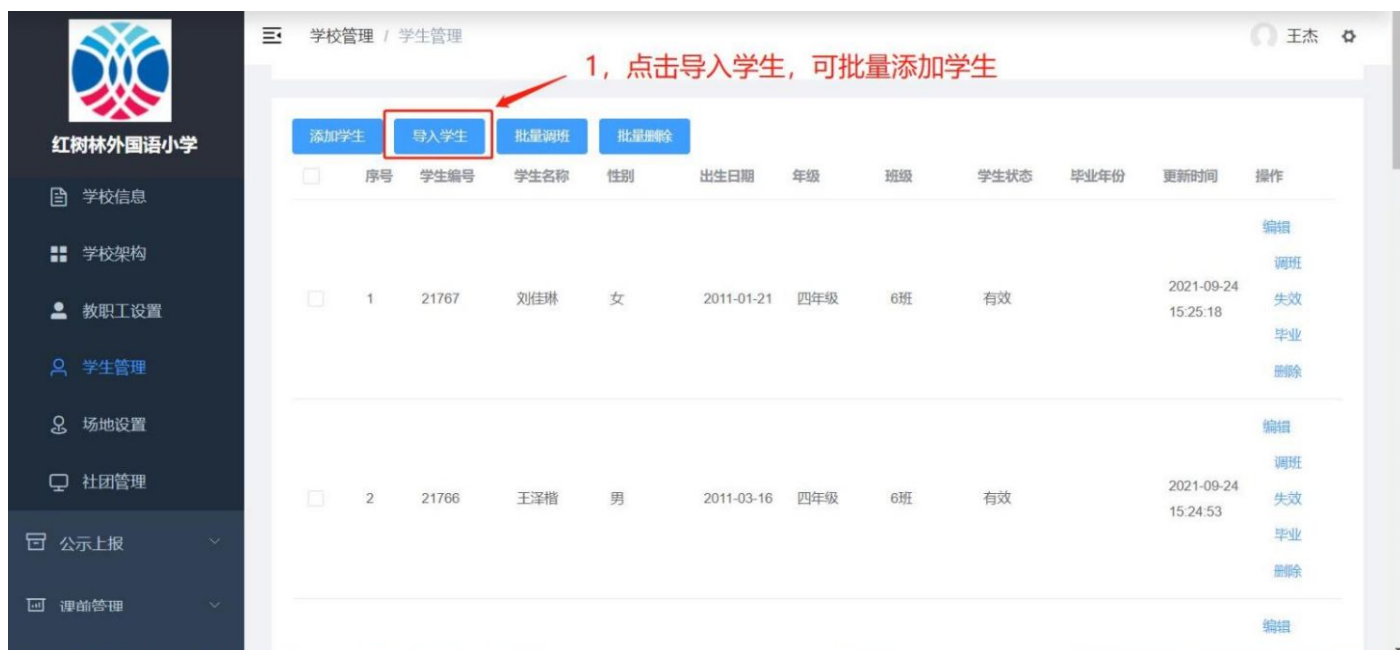 学校管理 / 学生管理
王杰
1，点击导入学生，可批量添加学生
红树林外国语小学
学校信息
学校架构
教职工设置
学生管理
场地设置
社团管理
公示上报
课前管理
添加学生 导入学生 批量调班 批量删除
序号 学生编号 学生名称 性别 出生日期 年级 班级 学生状态 毕业年份 更新时间 操作
1 21767 刘佳琳 女 2011-01-21 四年级 6班 有效 2021-09-24
15:25:18
编辑
调班
失效
毕业
删除
2 21766 王泽楷 男 2011-03-16 四年级 6班 有效 2021-09-24
15:24:53
编辑
调班
失效
毕业
删除
编辑